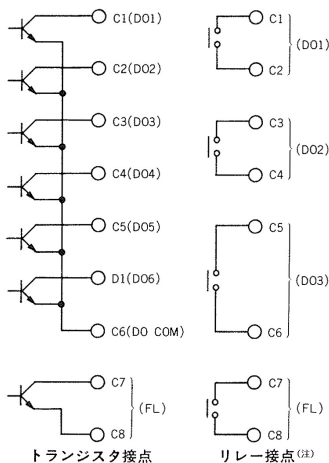 C1(DO1)
C2(DO2)
C3(DO3)
C4(DO4)
C5(DO5)
D1(DO6)
C6(DO COM)
C7
(FL)
C8
トランジスタ接点
C1
(DO1)
C2
C3
(DO2)
C4
C5
(DO3)
C6
C7
(FL)
C8
リレー接点(注)